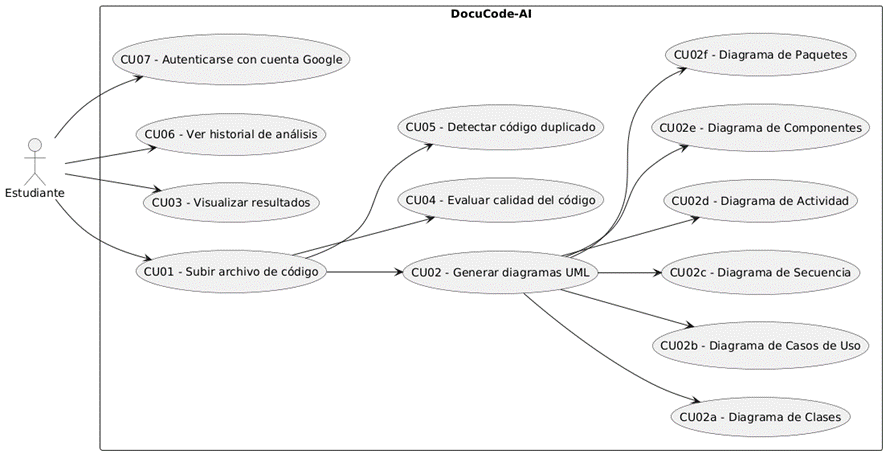 DocuCode-AI
CU07 - Autenticarse con cuenta Google
CU06 - Ver historial de análisis
Estudiante
CU03 - Visualizar resultados
CU01 - Subir archivo de código
CU05 - Detectar código duplicado
CU04 - Evaluar calidad del código
CU02 - Generar diagramas UML
CU02f - Diagrama de Paquetes
CU02e - Diagrama de Componentes
CU02d - Diagrama de Actividad
CU02c - Diagrama de Secuencia
CU02b - Diagrama de Casos de Uso
CU02a - Diagrama de Clases